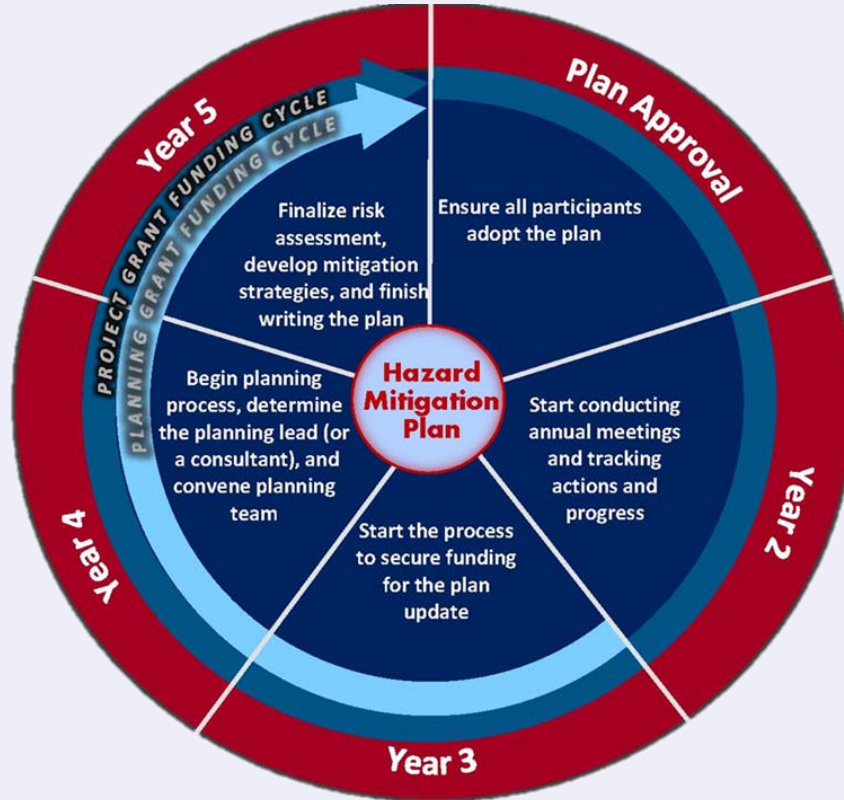 Plan Approval
Ensure all participants
adopt the plan
Year 2
Start conducting
annual meetings
and tracking
actions and
progress
Year 3
Start the process
to secure funding
for the plan
update
Year 4
Begin planning
process, determine
the planning lead (or
a consultant), and
convene planning
team
Year 5
Finalize risk
assessment,
develop mitigation
strategies, and finish
writing the plan
PROJECT GRANT FUNDING CYCLE
PLANNING GRANT FUNDING CYCLE
Hazard
Mitigation
Plan